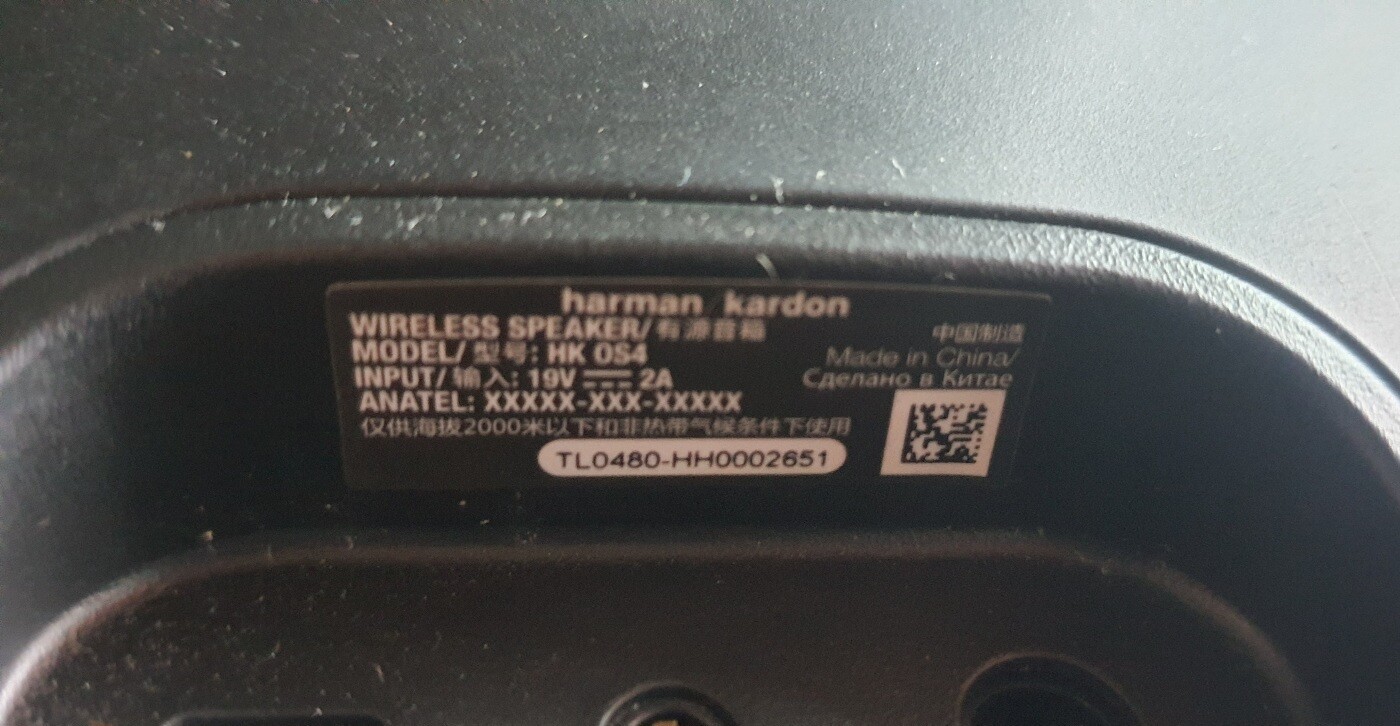 harman/kardon
WIRELESS SPEAKER/有源音箱
MODEL/型号: HK OS4
INPUT/输入: 19V ⎓ 2A
ANATEL: XXXXX-XXX-XXXXX
仅供海拔2000米以下和非热带气候条件下使用
TL0480-HH0002651
中国制造
Made in China/
Сделано в Китае